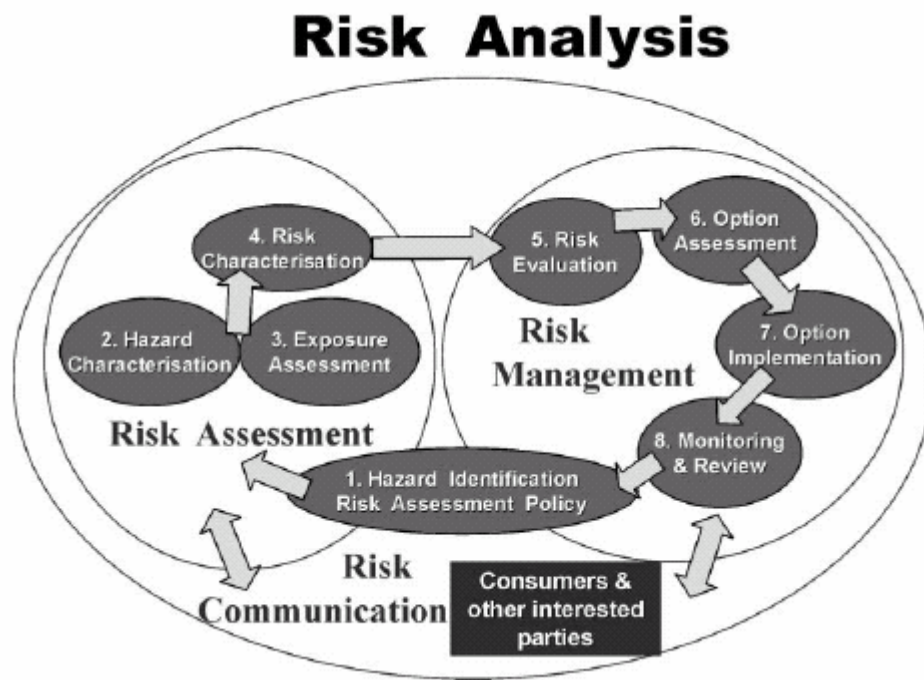 Risk Analysis
4. Risk
Characterisation
5. Risk
Evaluation
6. Option
Assessment
2. Hazard
Characterisation
3. Exposure
Assessment
Risk
Management
7. Option
Implementation
Risk Assessment
8. Monitoring
& Review
1. Hazard Identification
Risk Assessment Policy
Risk
Communication
Consumers &
other interested
parties